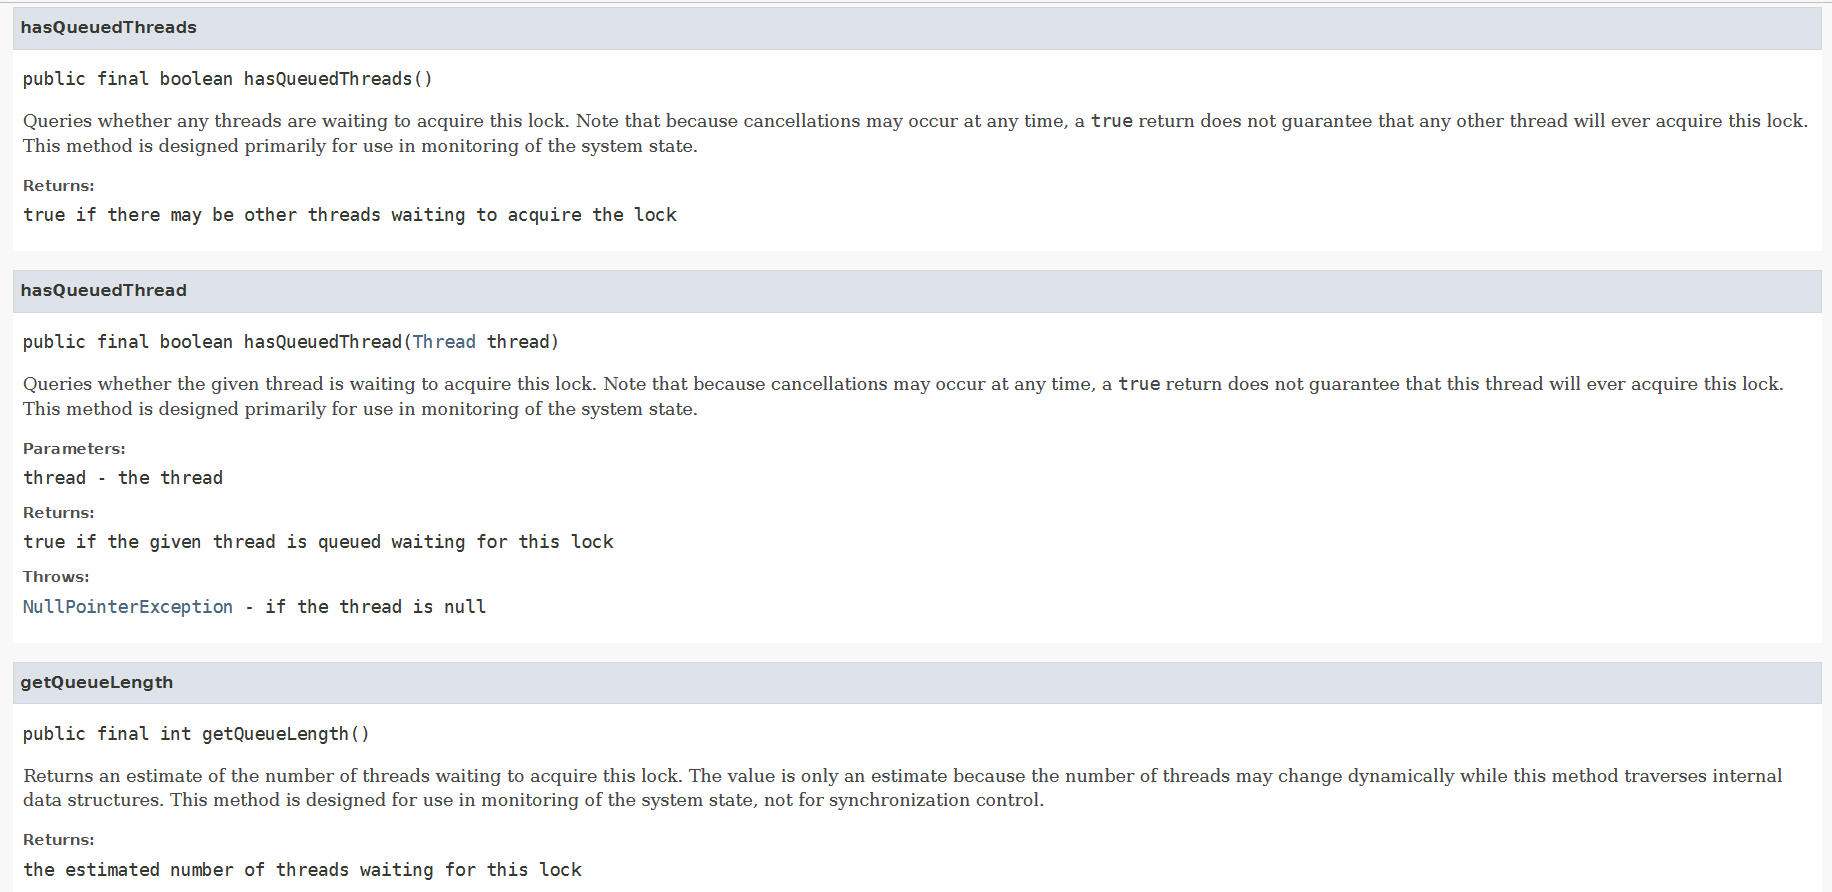 hasQueuedThreads
public final boolean hasQueuedThreads()
Queries whether any threads are waiting to acquire this lock. Note that because cancellations may occur at any time, a true return does not guarantee that any other thread will ever acquire this lock.
This method is designed primarily for use in monitoring of the system state.
Returns:
true if there may be other threads waiting to acquire the lock
hasQueuedThread
public final boolean hasQueuedThread(Thread thread)
Queries whether the given thread is waiting to acquire this lock. Note that because cancellations may occur at any time, a true return does not guarantee that this thread will ever acquire this lock.
This method is designed primarily for use in monitoring of the system state.
Parameters:
thread - the thread
Returns:
true if the given thread is queued waiting for this lock
Throws:
NullPointerException - if the thread is null
getQueueLength
public final int getQueueLength()
Returns an estimate of the number of threads waiting to acquire this lock. The value is only an estimate because the number of threads may change dynamically while this method traverses internal
data structures. This method is designed for use in monitoring of the system state, not for synchronization control.
Returns:
the estimated number of threads waiting for this lock